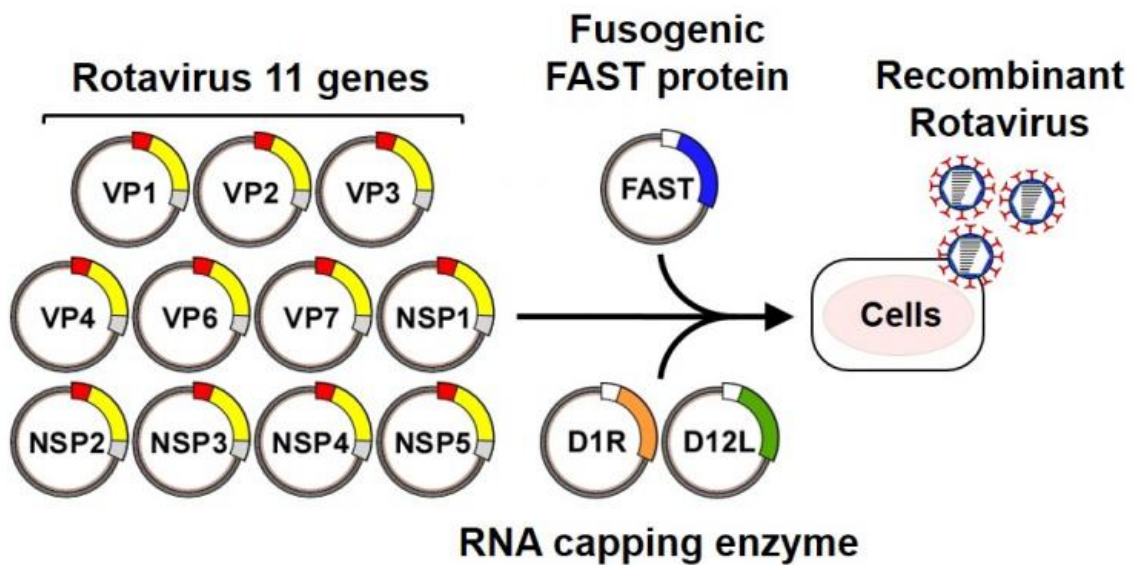 Rotavirus 11 genes
Fusogenic
FAST protein
Recombinant
Rotavirus
VP1
VP2
VP3
FAST
VP4
VP6
VP7
NSP1
Cells
NSP2
NSP3
NSP4
NSP5
D1R
D12L
RNA capping enzyme